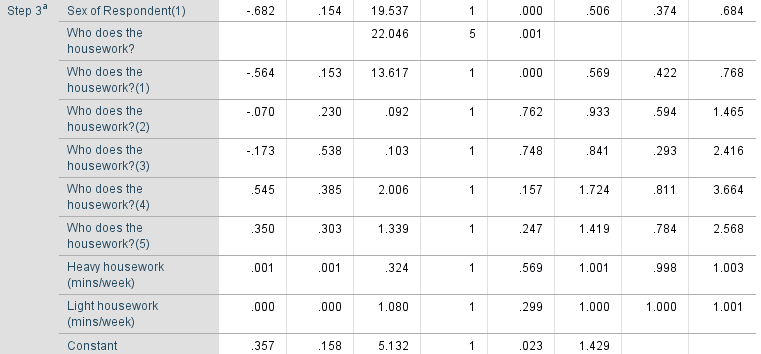 Step 3a Sex of Respondent(1) -.682 .154 19.537 1 .000 .506 .374 .684
Who does the 22.046 5 .001
housework?
Who does the -.564 .153 13.617 1 .000 .569 .422 .768
housework?(1)
Who does the -.070 .230 .092 1 .762 .933 .594 1.465
housework?(2)
Who does the -.173 .538 .103 1 .748 .841 .293 2.416
housework?(3)
Who does the .545 .385 2.006 1 .157 1.724 .811 3.664
housework?(4)
Who does the .350 .303 1.339 1 .247 1.419 .784 2.568
housework?(5)
Heavy housework .001 .001 .324 1 .569 1.001 .998 1.003
(mins/week)
Light housework .000 .000 1.080 1 .299 1.000 1.000 1.001
(mins/week)
Constant .357 .158 5.132 1 .023 1.429